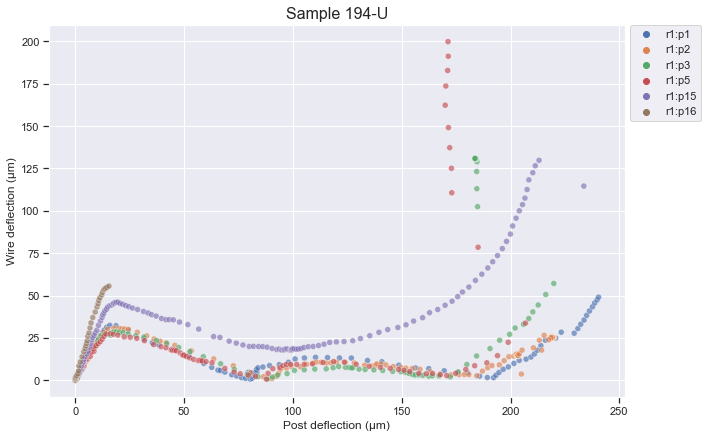 Sample 194-U
r1:p1
r1:p2
r1:p3
r1:p5
r1:p15
r1:p16
200
175
150
125
100
75
50
25
0
Wire deflection (μm)
0
50
100
150
200
250
Post deflection (μm)